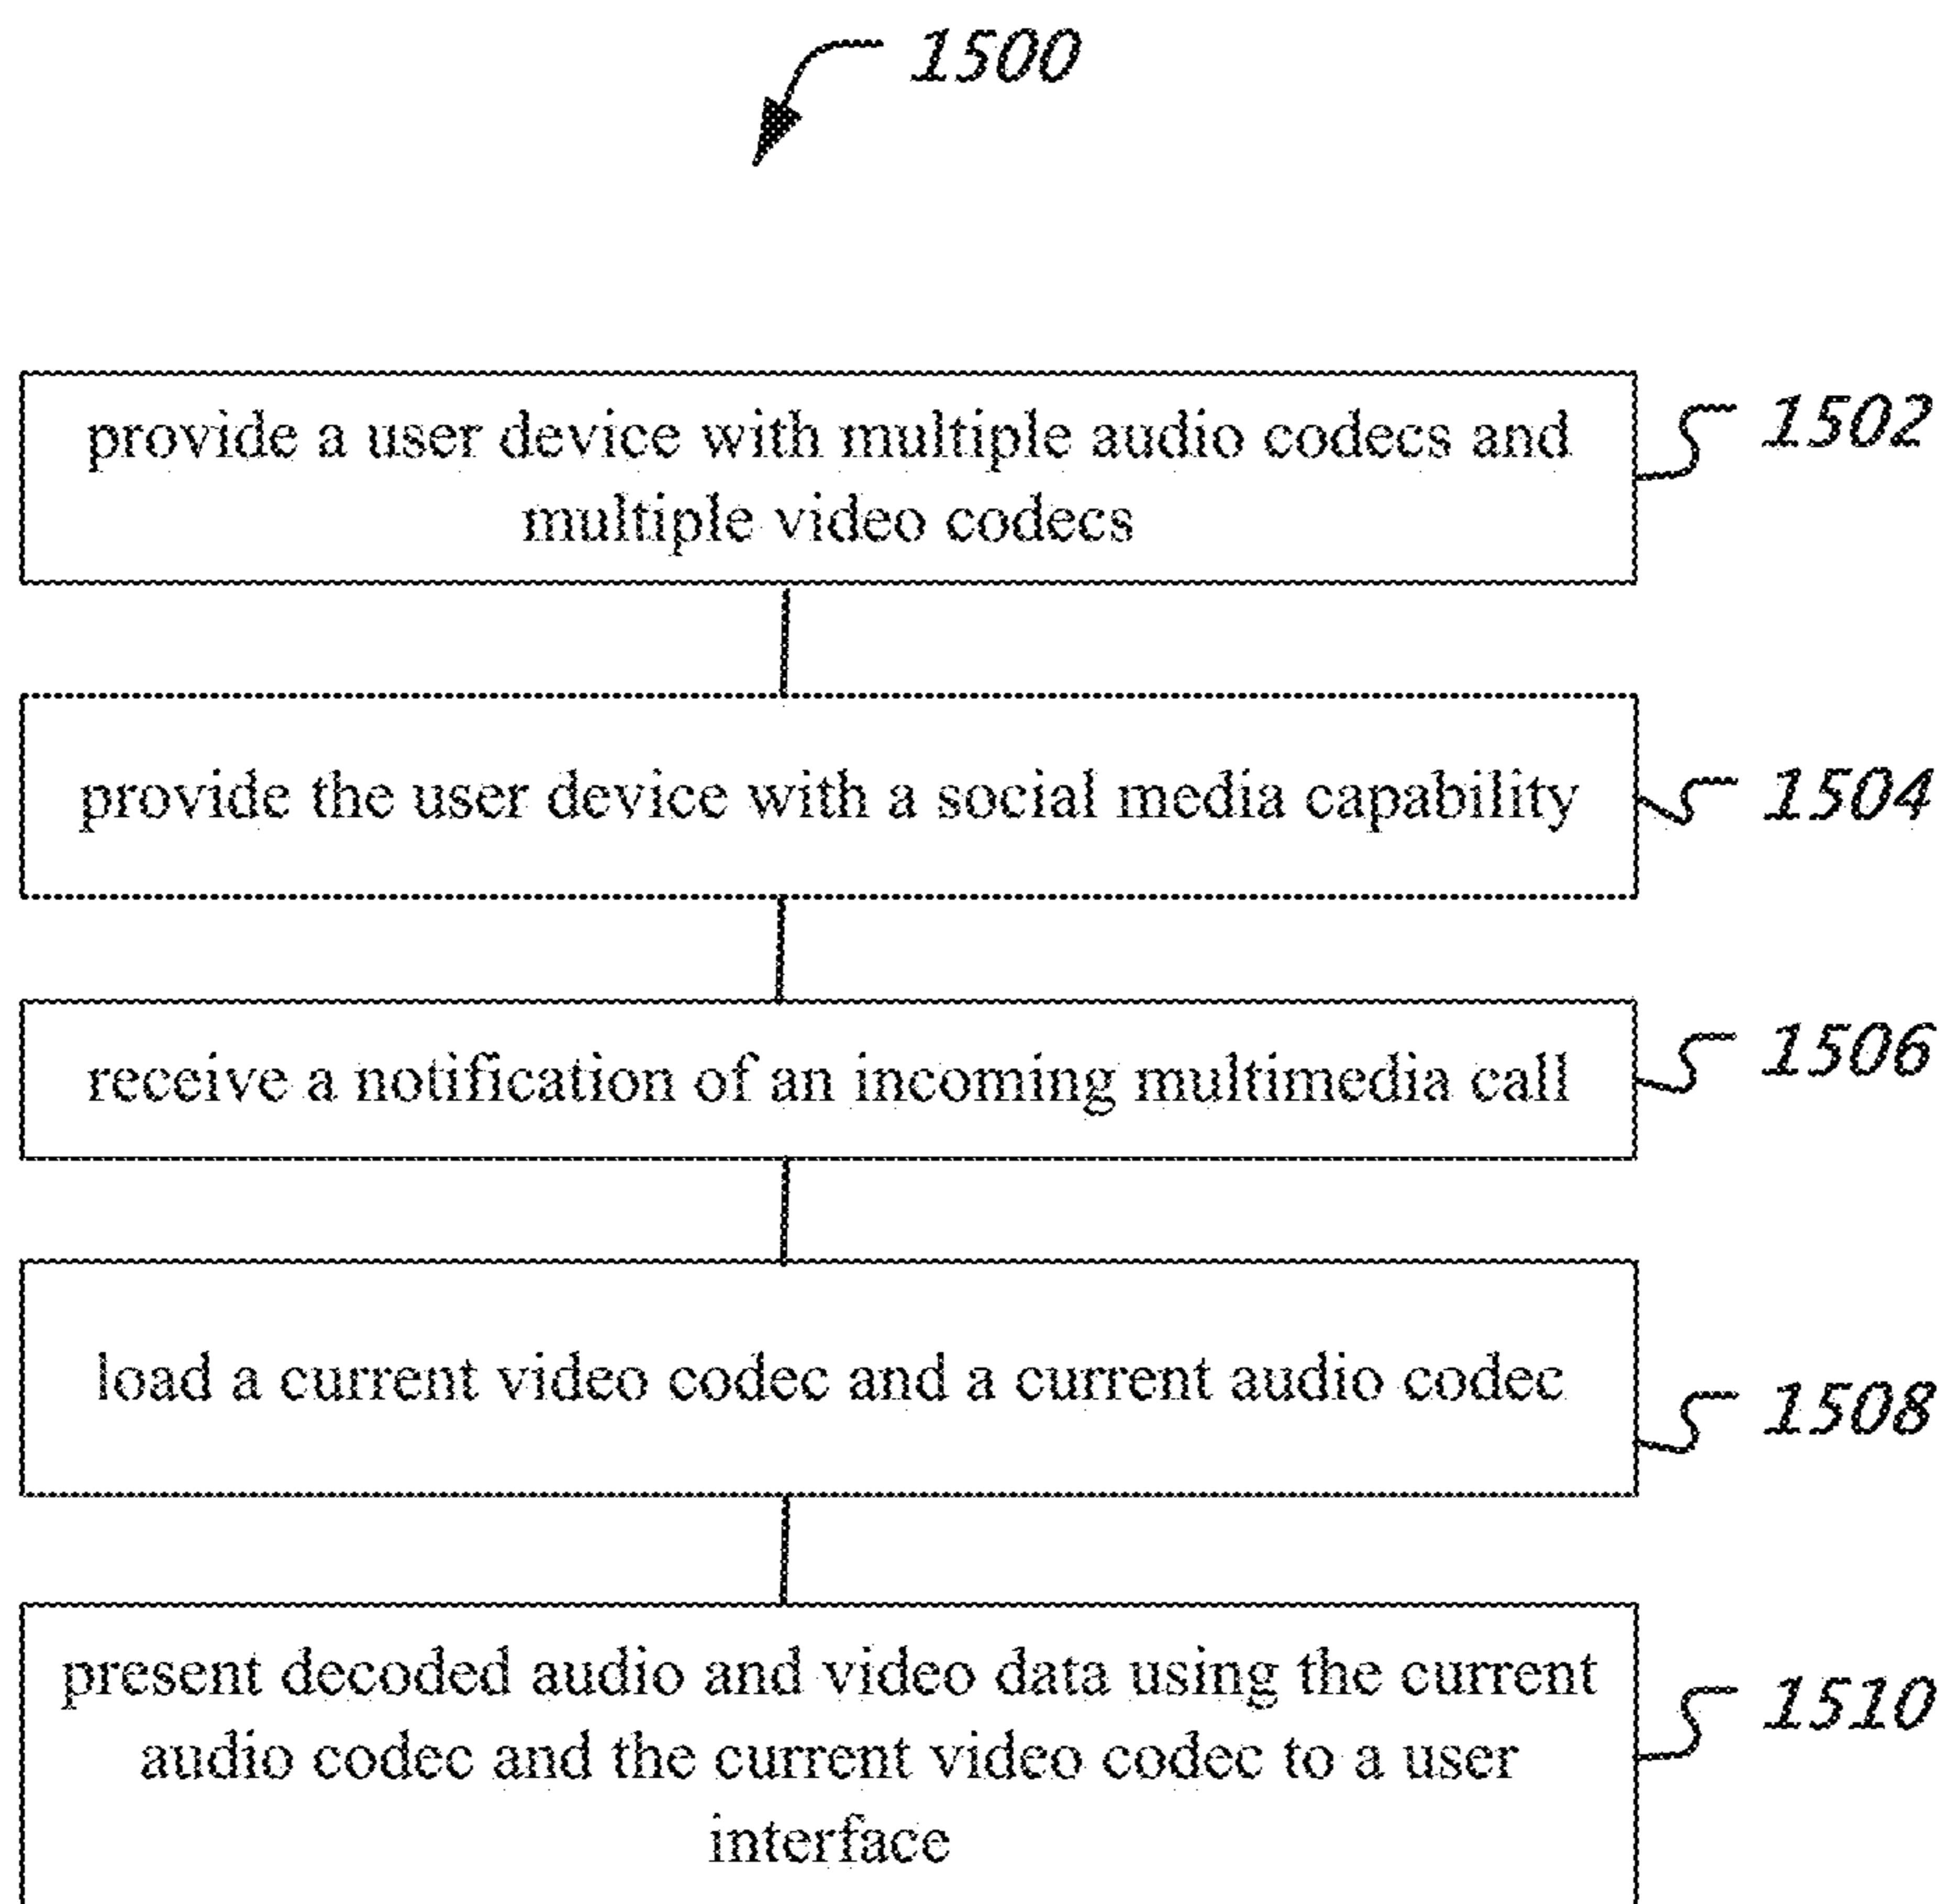 1500
provide a user device with multiple audio codecs and
multiple video codecs
1502
provide the user device with a social media capability
1504
receive a notification of an incoming multimedia call
1506
load a current video codec and a current audio codec
1508
present decoded audio and video data using the current
audio codec and the current video codec to a user
interface
1510